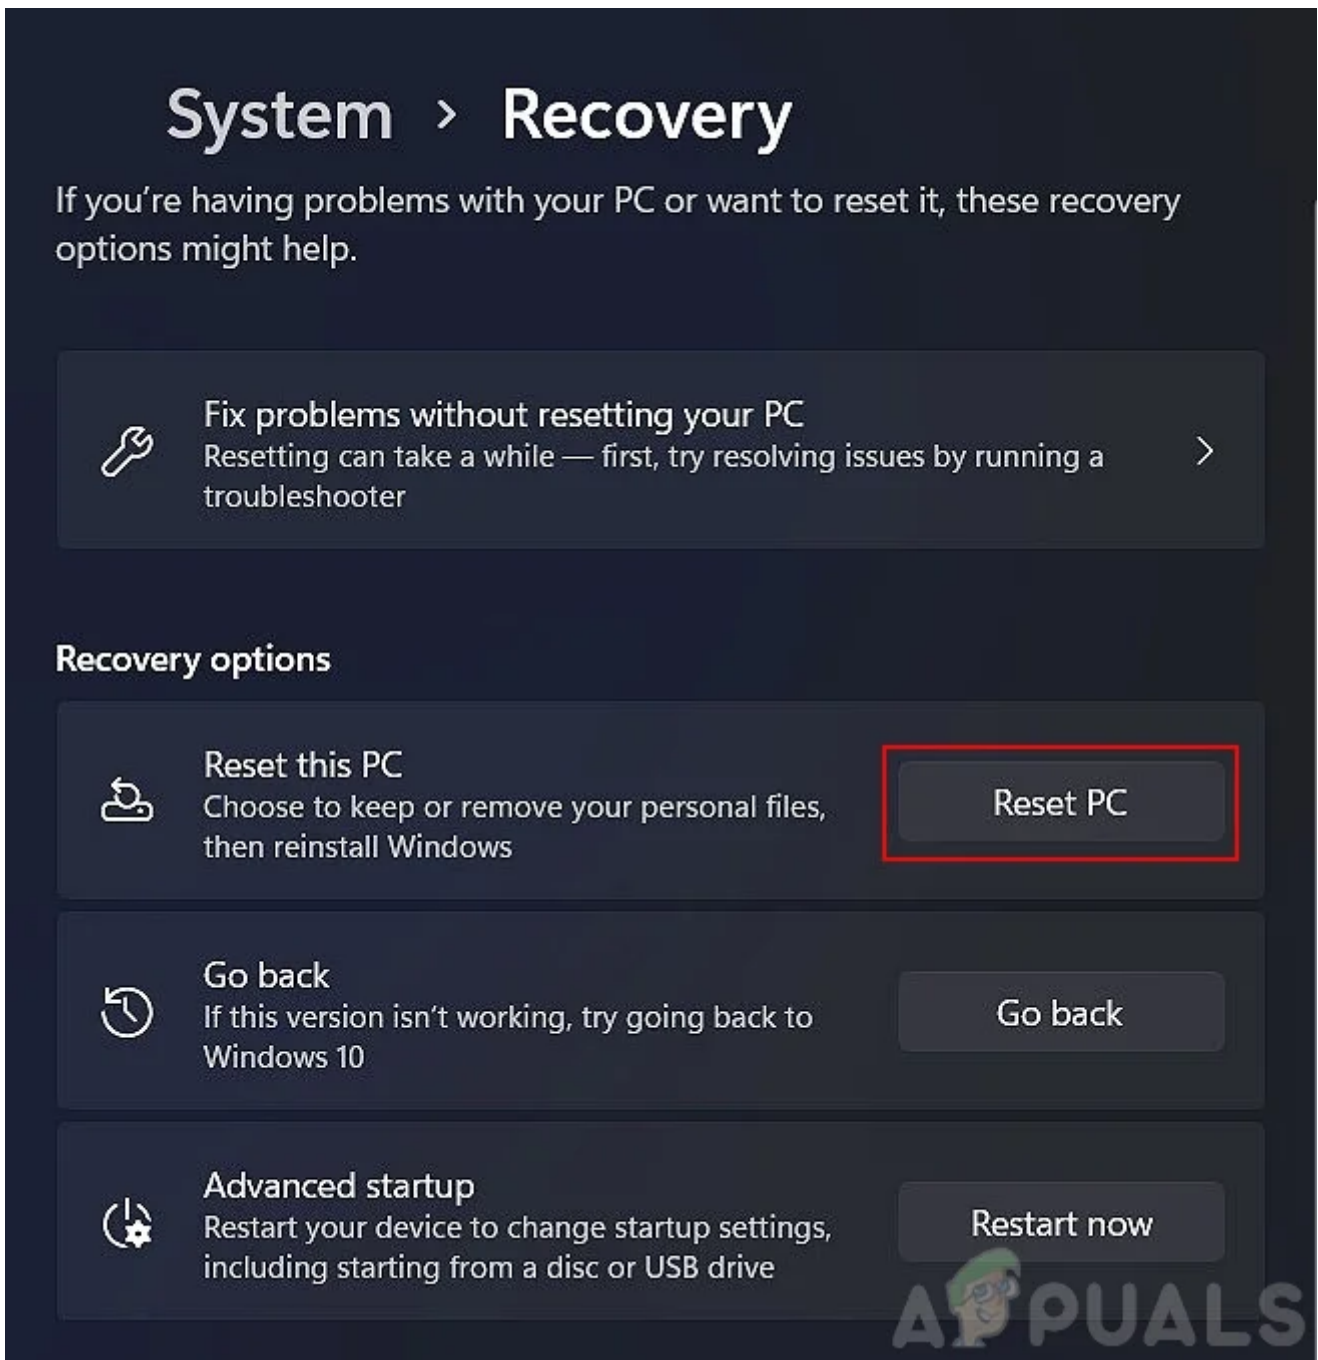 System > Recovery
If you’re having problems with your PC or want to reset it, these recovery
options might help.
Fix problems without resetting your PC
Resetting can take a while — first, try resolving issues by running a
troubleshooter
Recovery options
Reset this PC
Choose to keep or remove your personal files,
then reinstall Windows
Reset PC
Go back
If this version isn’t working, try going back to
Windows 10
Go back
Advanced startup
Restart your device to change startup settings,
including starting from a disc or USB drive
Restart now
APPUALS